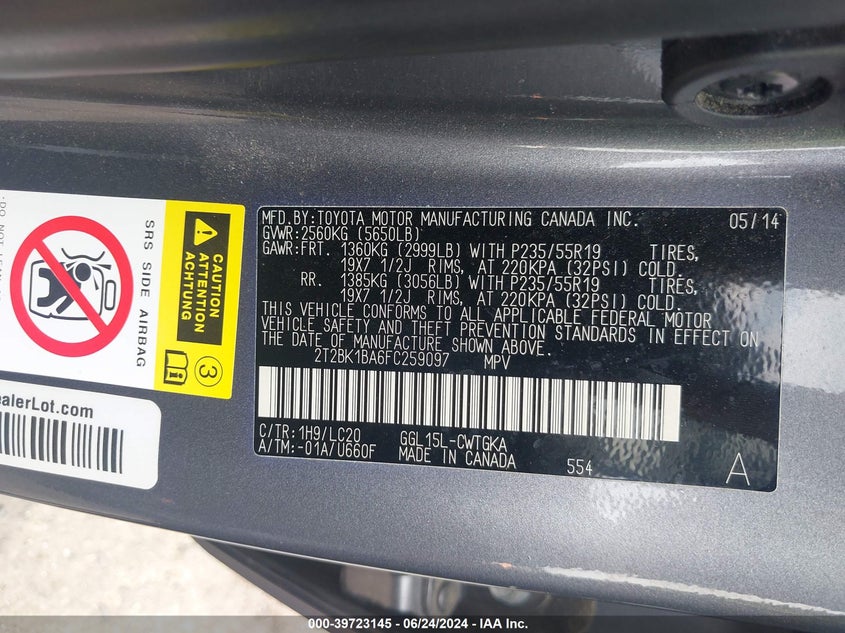 :DO NOT
SRS SIDE AIRBAG
CAUTION
ATTENTION
ACHTUNG
3
ealerLot.com
MFD.BY:TOYOTA MOTOR MANUFACTURING CANADA INC. 05/14
GVWR:2560KG (5650LB)
GAWR:FRT. 1360KG (2999LB) WITH P235/55R19 TIRES,
19X7 1/2J RIMS, AT 220KPA (32PSI) COLD.
RR. 1385KG (3056LB) WITH P235/55R19 TIRES,
19X7 1/2J RIMS, AT 220KPA (32PSI) COLD.
THIS VEHICLE CONFORMS TO ALL APPLICABLE FEDERAL MOTOR
VEHICLE SAFETY AND THEFT PREVENTION STANDARDS IN EFFECT ON
THE DATE OF MANUFACTURE SHOWN ABOVE.
2T2BK1BA6FC259097 MPV
C/TR:1H9/LC20 GGL15L-CWTGKA
A/TM:-01A/U660F MADE IN CANADA 554 A
000-39723145 - 06/24/2024 - IAA Inc.